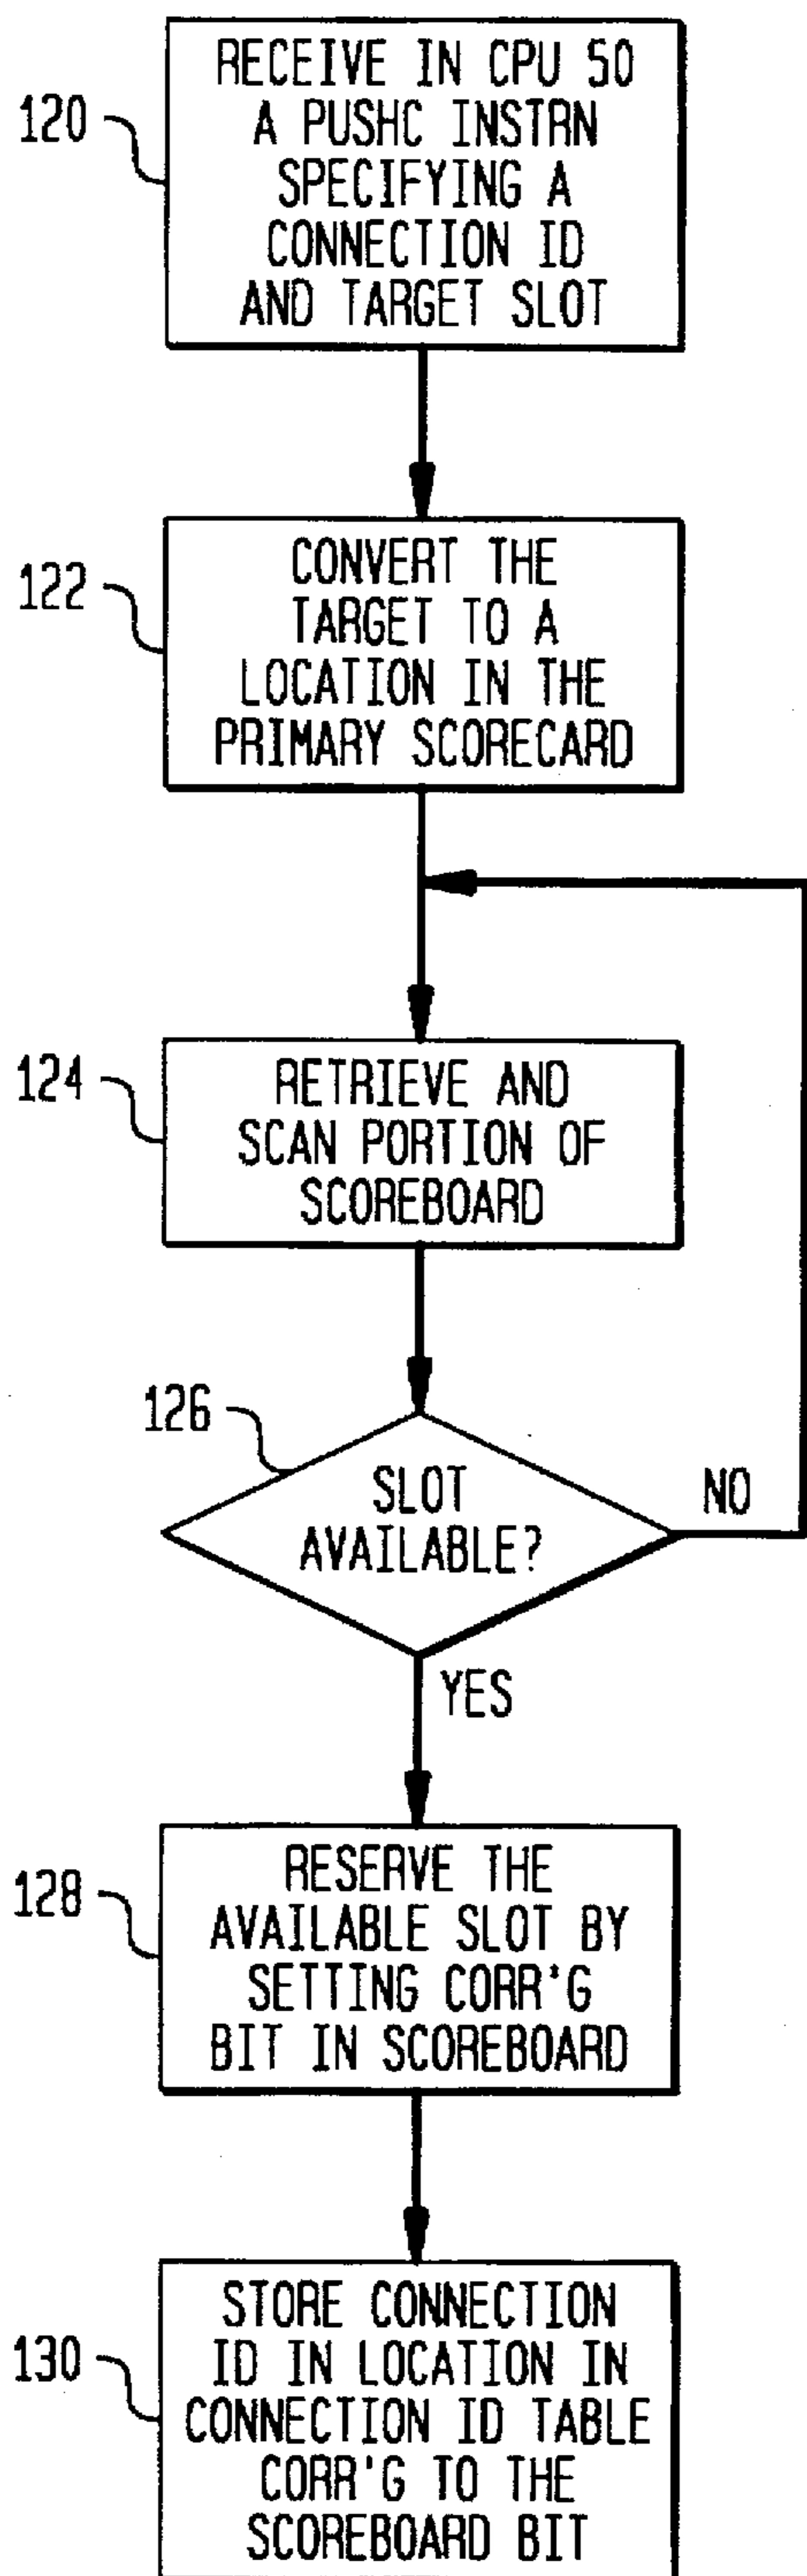 120
RECEIVE IN CPU 50
A PUSHC INSTRN
SPECIFYING A
CONNECTION ID
AND TARGET SLOT
122
CONVERT THE
TARGET TO A
LOCATION IN THE
PRIMARY SCORECARD
124
RETRIEVE AND
SCAN PORTION OF
SCOREBOARD
126
SLOT
AVAILABLE?
NO
YES
128
RESERVE THE
AVAILABLE SLOT BY
SETTING CORR'G
BIT IN SCOREBOARD
130
STORE CONNECTION
ID IN LOCATION IN
CONNECTION ID TABLE
CORR'G TO THE
SCOREBOARD BIT